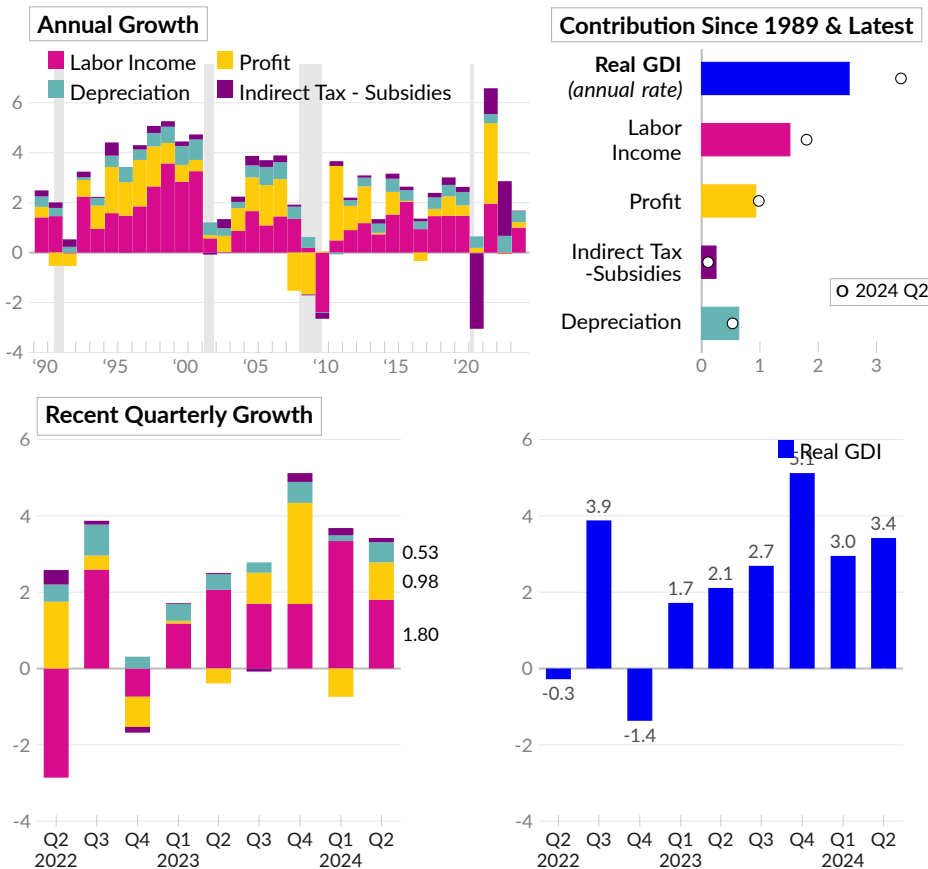 Annual Growth
Labor Income
Profit
Depreciation
Indirect Tax - Subsidies
6
4
2
0
-2
-4
‘90
‘95
‘00
‘05
‘10
‘15
‘20
Contribution Since 1989 & Latest
Real GDI
(annual rate)
Labor
Income
Profit
Indirect Tax
-Subsidies
Depreciation
2024 Q2
0 1 2 3
Recent Quarterly Growth
6
4
2
0
-2
-4
0.53
0.98
1.80
Q2 Q3 Q4 Q1 Q2 Q3 Q4 Q1 Q2
2022 2023 2024
Real GDI
6
4
2
0
-2
-4
-0.3
3.9
-1.4
1.7
2.1
2.7
5.1
3.0
3.4
Q2 Q3 Q4 Q1 Q2 Q3 Q4 Q1 Q2
2022 2023 2024